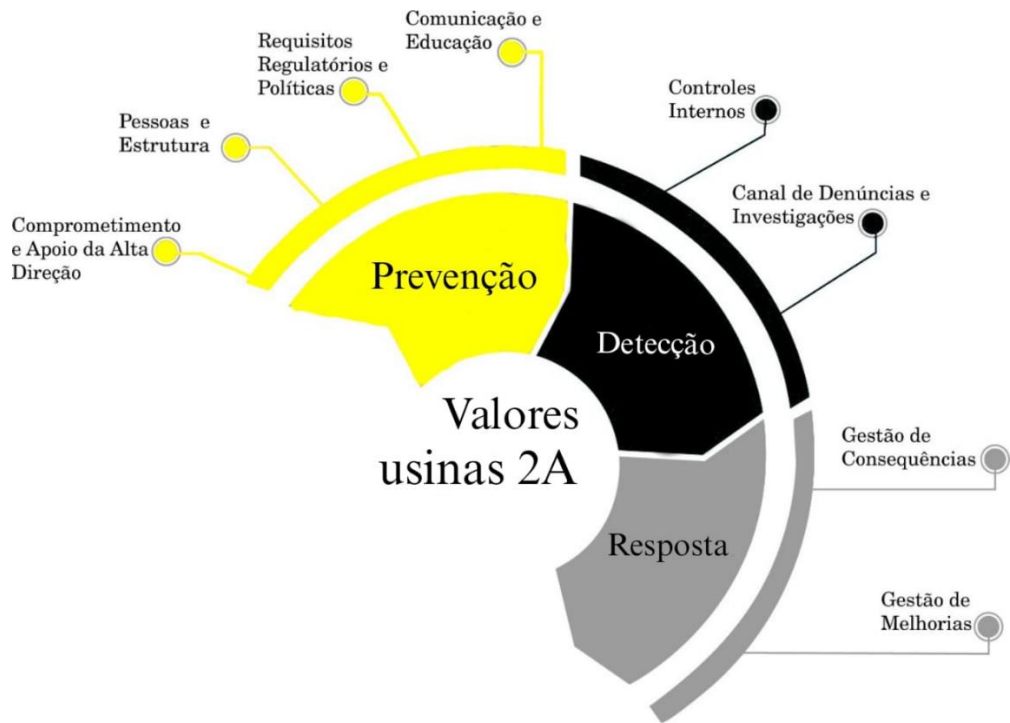 Comunicação e
Educação
Requisitos
Regulatórios e
Políticas
Pessoas e
Estrutura
Comprometimento
e Apoio da Alta
Direção
Prevenção
Controles
Internos
Canal de Denúncias e
Investigações
Detecção
Valores
usinas 2A
Gestão de
Consequências
Resposta
Gestão de
Melhorias